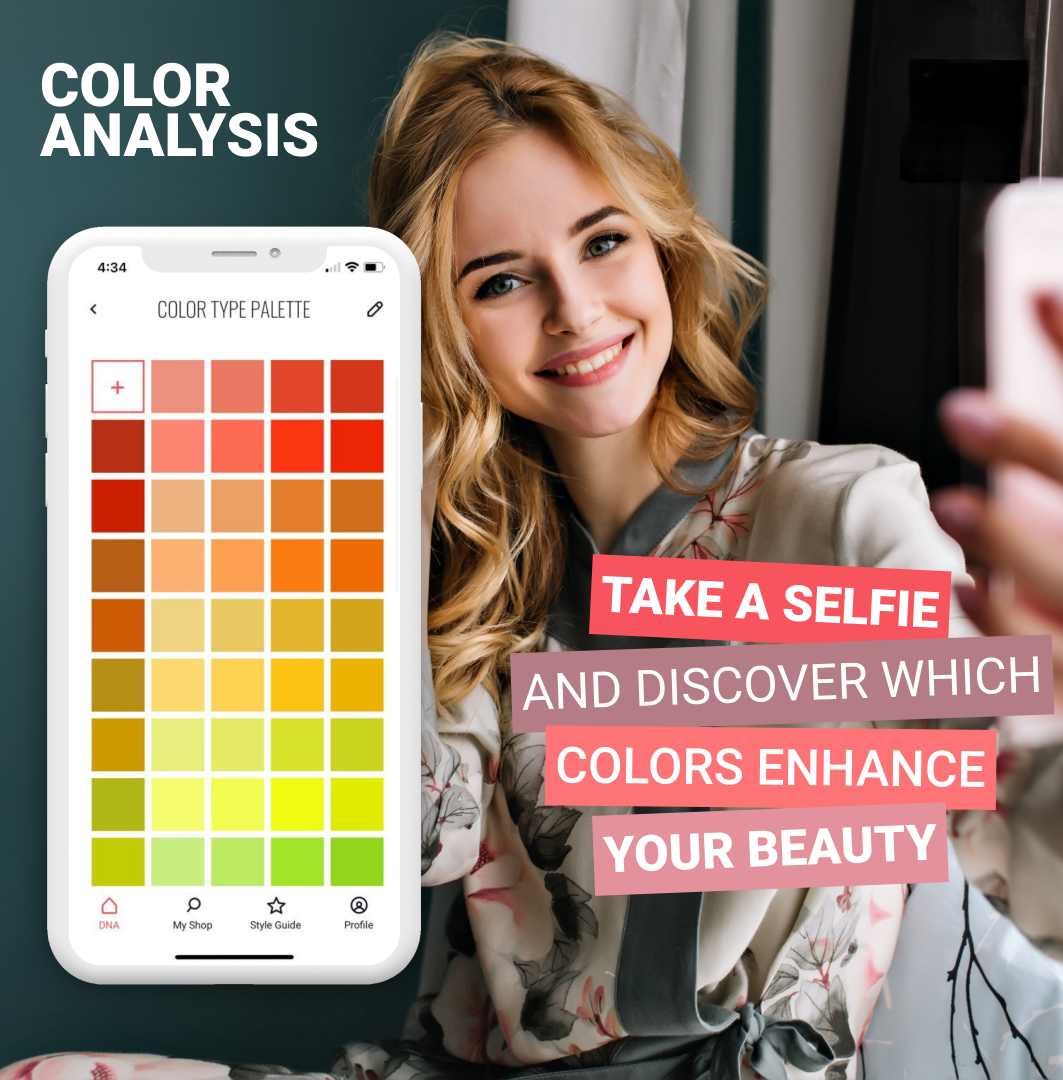 COLOR
ANALYSIS
4:34
COLOR TYPE PALETTE
+
DNA
My Shop
Style Guide
Profile
TAKE A SELFIE
AND DISCOVER WHICH
COLORS ENHANCE
YOUR BEAUTY